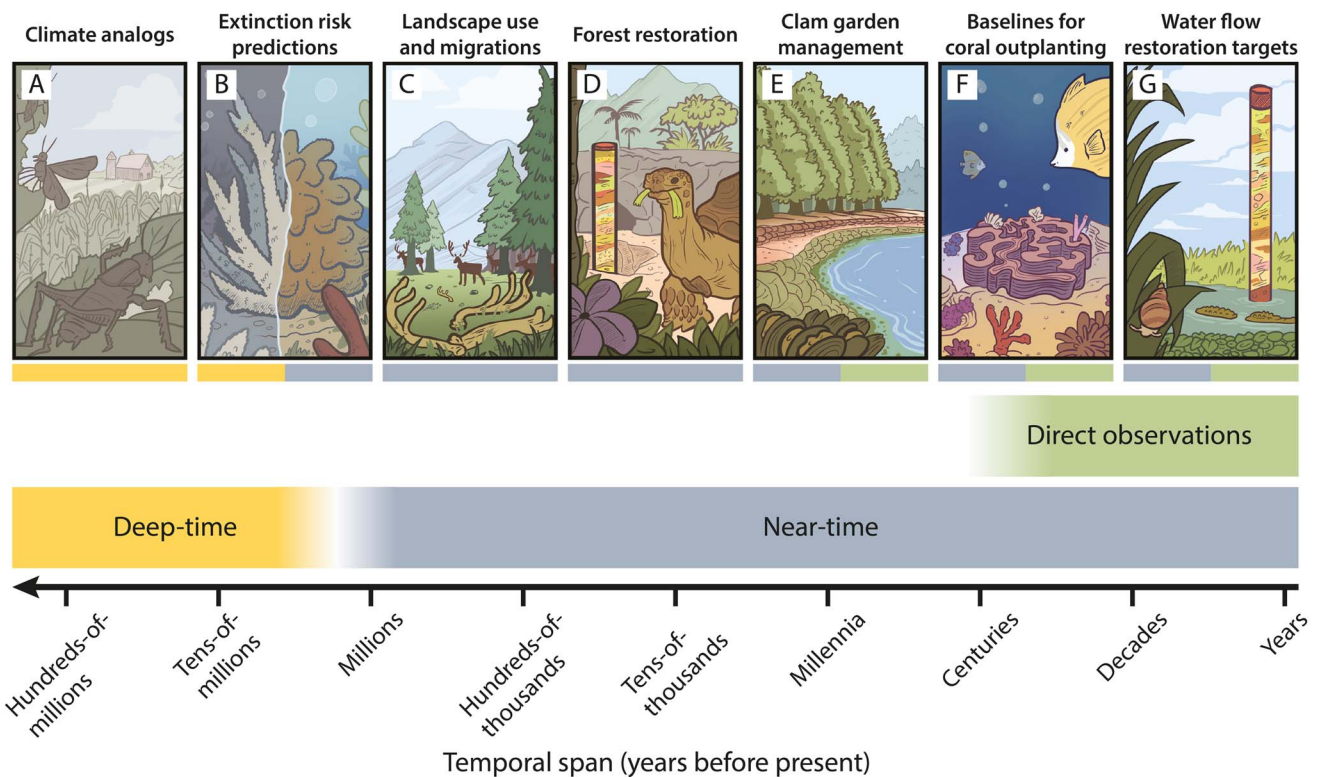 Climate analogs
Extinction risk
predictions
Landscape use
and migrations
Forest restoration
Clam garden
management
Baselines for
coral outplanting
Water flow
restoration targets
A
B
C
D
E
F
G
Direct observations
Deep-time
Near-time
Hundreds-of-
millions
Tens-of-
millions
Millions
Hundreds-of-
thousands
Tens-of-
thousands
Millennia
Centuries
Decades
Years
Temporal span (years before present)